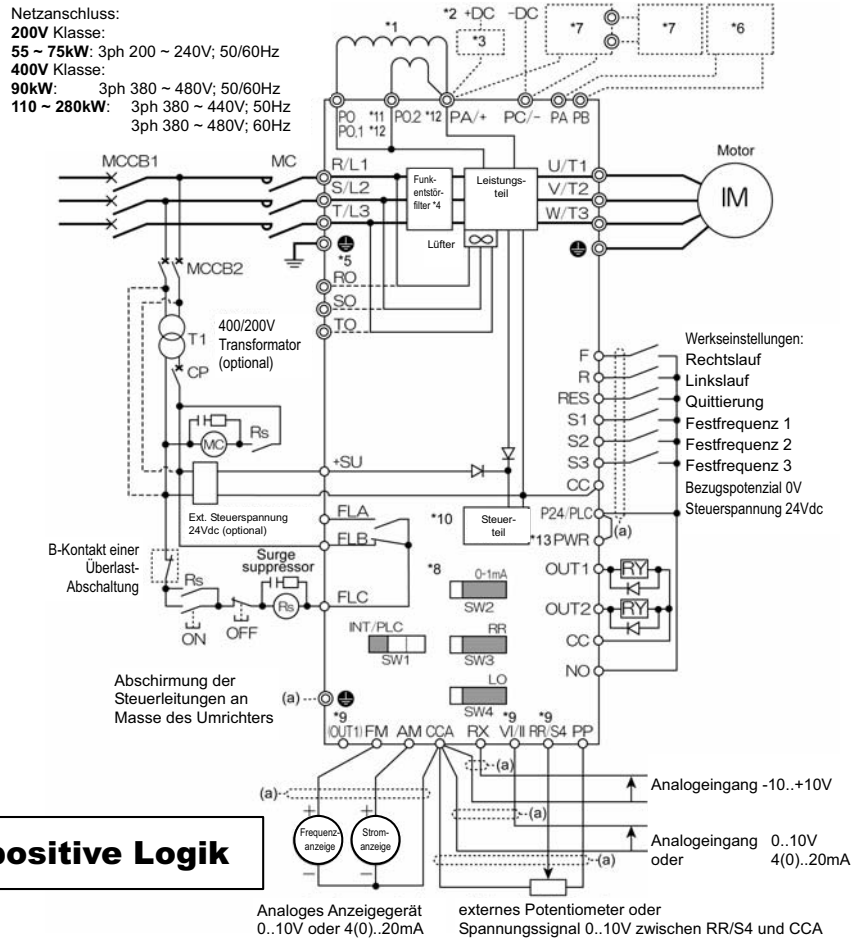 Netzanschluss:
200V Klasse:
55 ~ 75kW: 3ph 200 ~ 240V; 50/60Hz
400V Klasse:
90kW: 3ph 380 ~ 480V; 50/60Hz
110 ~ 280kW: 3ph 380 ~ 440V; 50Hz
3ph 380 ~ 480V; 60Hz
*1
*2 +DC -DC
*3
*7
*7
*6
PO *11 PO.2 *12 PA/+ PC/- PA PB
PO.1 *12
MCCB1
MC
R/L1
S/L2
T/L3
Funk-
entstör-
filter *4
Leistungs-
teil
Lüfter
U/T1
V/T2
W/T3
Motor
IM
*5
RO
SO
TO
MCCB2
T1
400/200V
Transformator
(optional)
CP
MC
Rs
+SU
Ext. Steuerspannung
24Vdc (optional)
FLA
FLB
FLC
B-Kontakt einer
Überlast-
Abschaltung
Surge
suppressor
Rs
Rs
ON
OFF
*10
Steuer-
teil
F
R
RES
S1
S2
S3
CC
P24/PLC
*13 PWR
(a)
Werkseinstellungen:
Rechtslauf
Linkslauf
Quittierung
Festfrequenz 1
Festfrequenz 2
Festfrequenz 3
Bezugspotenzial 0V
Steuerspannung 24Vdc
OUT1
RY
OUT2
RY
CC
NO
*8
0-1mA
SW2
INT/PLC
SW1
RR
SW3
LO
SW4
Abschirmung der
Steuerleitungen an
Masse des Umrichters
(a)
*9 *9 *9
(OUT1) FM AM CCA RX VI/II RR/S4 PP
(a)
(a)
(a)
(a)
+
+
Frequenz-
anzeige
Strom-
anzeige
−
−
Analogeingang -10..+10V
Analogeingang 0..10V
oder 4(0)..20mA
positive Logik
Analoges Anzeigegerät
0..10V oder 4(0)..20mA
externes Potentiometer oder
Spannungssignal 0..10V zwischen RR/S4 und CCA